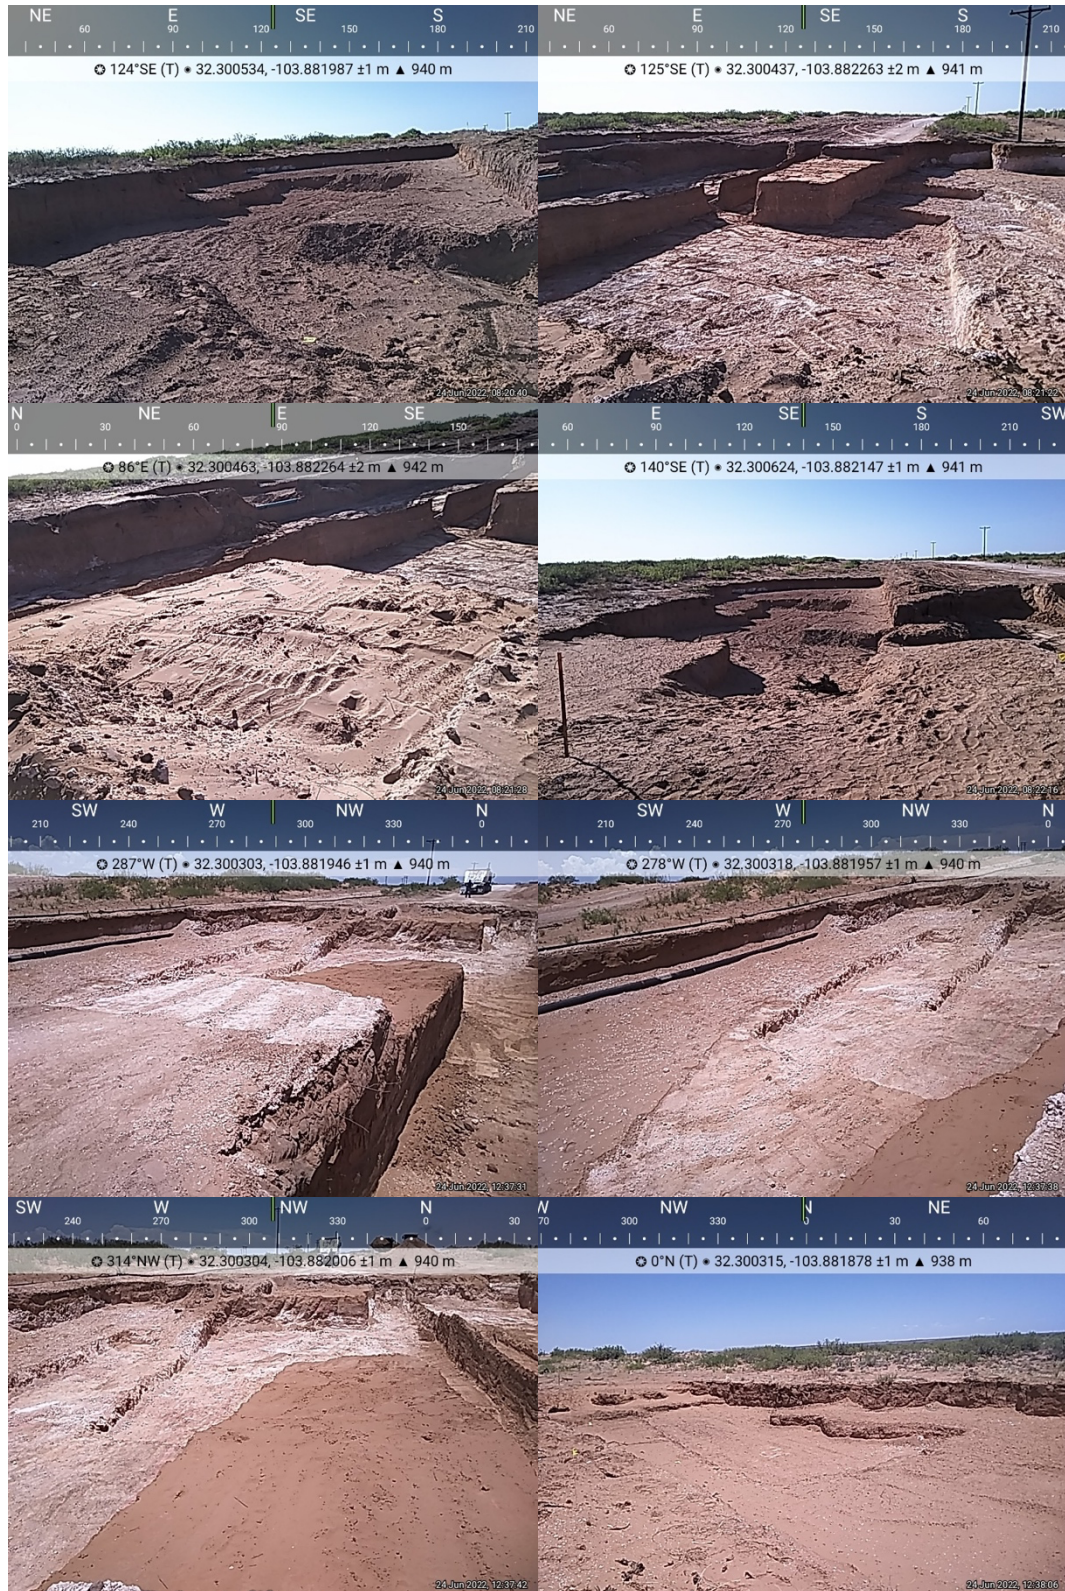 NE E SE S
60 90 120 150 180 210
124°SE (T) 32.300534, -103.881987 ±1 m ▲ 940 m
24 Jun 2022, 08:20:40
NE E SE S
60 90 120 150 180 210
125°SE (T) 32.300437, -103.882263 ±2 m ▲ 941 m
24 Jun 2022, 08:21:22
N NE E SE
0 30 60 90 120 150
86°E (T) 32.300463, -103.882264 ±2 m ▲ 942 m
24 Jun 2022, 08:21:28
E SE S SW
60 90 120 150 180 210
140°SE (T) 32.300624, -103.882147 ±1 m ▲ 941 m
24 Jun 2022, 08:22:16
SW W NW N
210 240 270 300 330 0
287°W (T) 32.300303, -103.881946 ±1 m ▲ 940 m
24 Jun 2022, 12:37:31
SW W NW N
210 240 270 300 330 0
278°W (T) 32.300318, -103.881957 ±1 m ▲ 940 m
24 Jun 2022, 12:37:38
SW W NW N
240 270 300 330 0 30
314°NW (T) 32.300304, -103.882006 ±1 m ▲ 940 m
24 Jun 2022, 12:37:42
W NW N NE
70 300 330 0 30 60
0°N (T) 32.300315, -103.881878 ±1 m ▲ 938 m
24 Jun 2022, 12:38:06